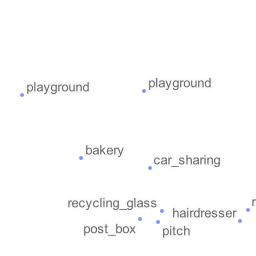 playground
playground
bakery
car_sharing
recycling_glass
r
hairdresser
post_box
pitch